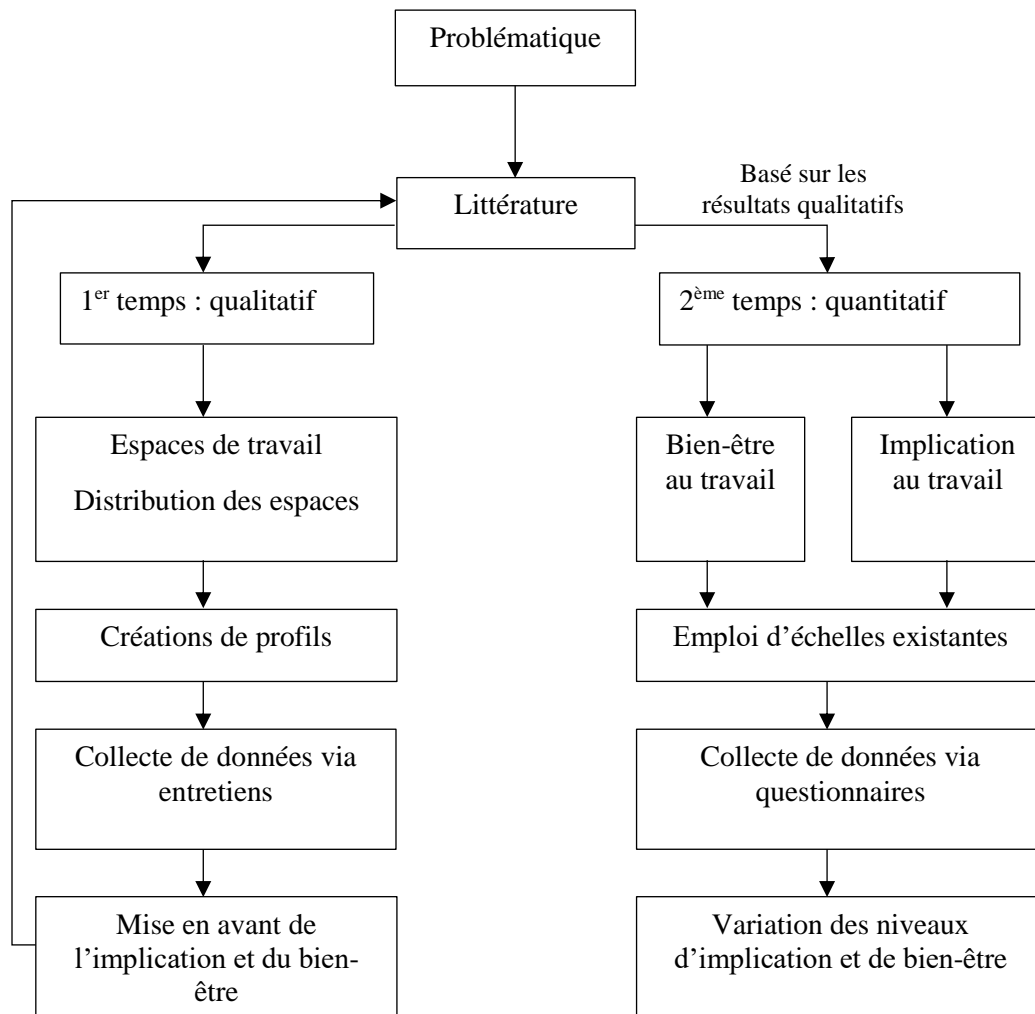 Problématique
Littérature
Basé sur les
résultats qualitatifs
1er temps : qualitatif
Espaces de travail
Distribution des espaces
Créations de profils
Collecte de données via
entretiens
Mise en avant de
l’implication et du bien-
être
2ème temps : quantitatif
Bien-être
au travail
Implication
au travail
Emploi d’échelles existantes
Collecte de données via
questionnaires
Variation des niveaux
d’implication et de bien-être